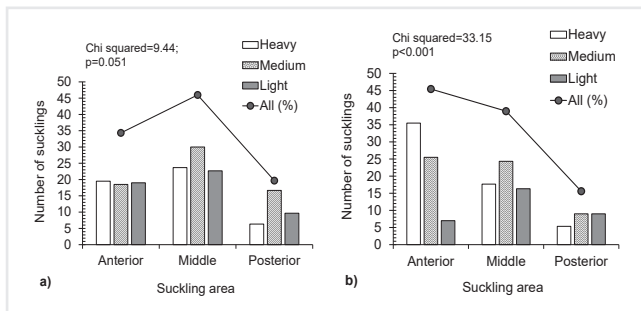 Chi squared=9.44;
p=0.051
Heavy
Medium
Light
All (%)
Number of sucklings
50
45
40
35
30
25
20
15
10
5
0
Anterior Middle Posterior
Suckling area
a)
Chi squared=33.15
p<0.001
Heavy
Medium
Light
All (%)
Number of sucklings
50
45
40
35
30
25
20
15
10
5
0
Anterior Middle Posterior
Suckling area
b)